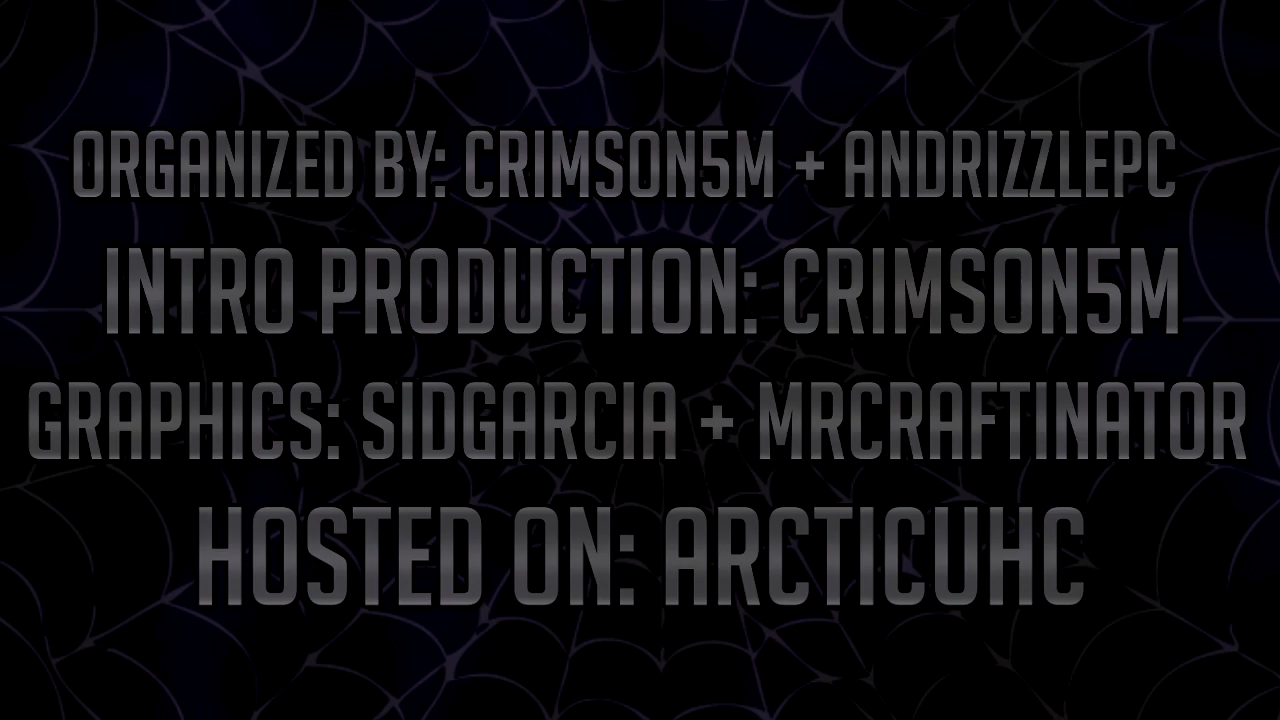 ORGANIZED BY: CRIMSON5M + ANDRIZZLEPC
INTRO PRODUCTION: CRIMSON5M
GRAPHICS: SIDGARCIA + MRCRAFTINATOR
HOSTED ON: ARCTICUHC